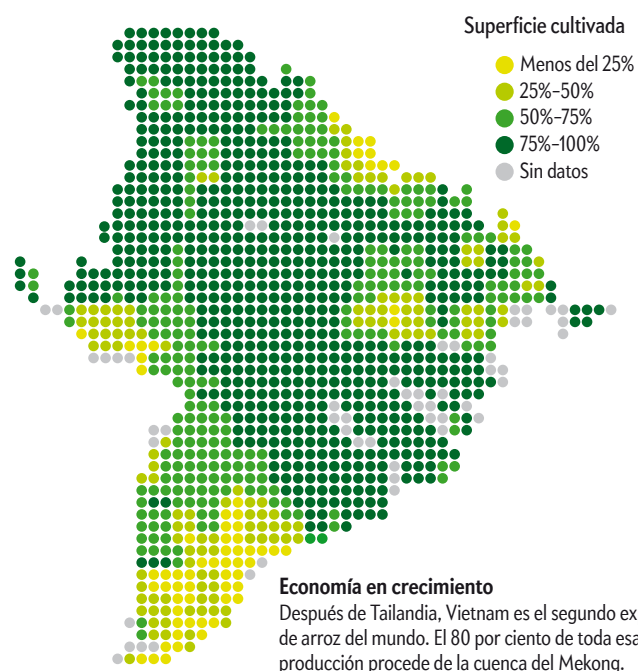 Superficie cultivada
Menos del 25%
25%–50%
50%–75%
75%–100%
Sin datos
Economía en crecimiento
Después de Tailandia, Vietnam es el segundo
de arroz del mundo. El 80 por ciento de toda
producción procede de la cuenca del Mekong.